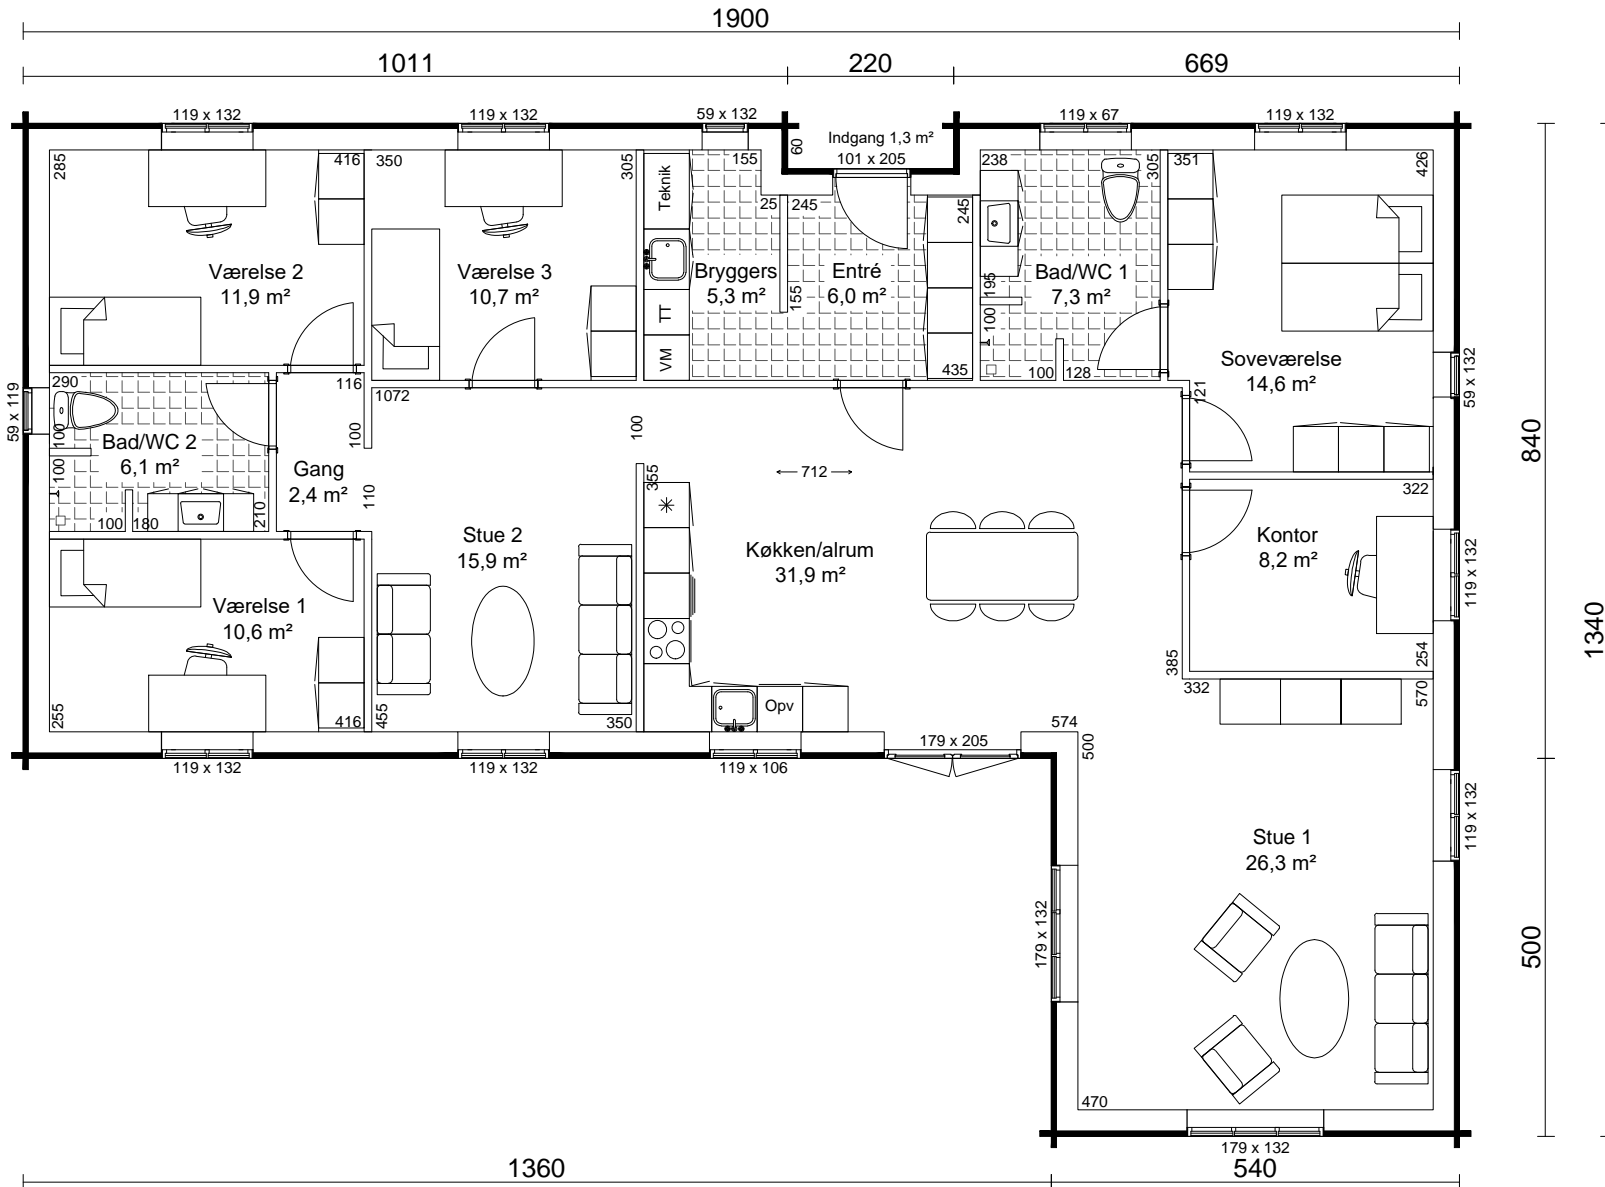 1900
1011
220
669
119 x 132
119 x 132
59 x 132
119 x 67
119 x 132
Indgang 1,3 m²
101 x 205
60
285
416
350
305
Teknik
155
25
245
245
238
305
351
426
Værelse 2
11,9 m²
Værelse 3
10,7 m²
Bryggers
5,3 m²
Entré
6,0 m²
155
195
100
Bad/WC 1
7,3 m²
TT
VM
435
100
128
Soveværelse
14,6 m²
59 x 132
59 x 119
290
116
1072
121
100
100
Bad/WC 2
6,1 m²
100
100
180
210
Gang
2,4 m²
100
110
355
712
322
840
Stue 2
15,9 m²
Køkken/alrum
31,9 m²
Kontor
8,2 m²
119 x 132
1340
Værelse 1
10,6 m²
255
416
455
350
Opv
385
332
254
570
574
500
179 x 205
119 x 132
119 x 132
119 x 106
119 x 132
Stue 1
26,3 m²
179 x 132
500
470
179 x 132
1360
540